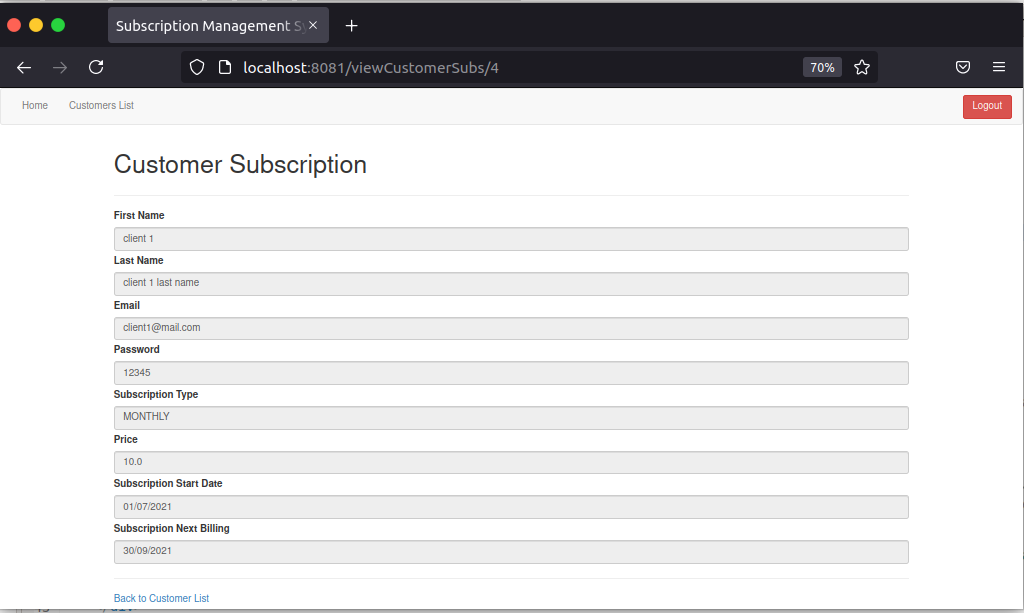 Subscription Management Sy
localhost:8081/viewCustomerSubs/4
70%
Home
Customers List
Logout
Customer Subscription
First Name
client 1
Last Name
client 1 last name
Email
client1@mail.com
Password
12345
Subscription Type
MONTHLY
Price
10.0
Subscription Start Date
01/07/2021
Subscription Next Billing
30/09/2021
Back to Customer List